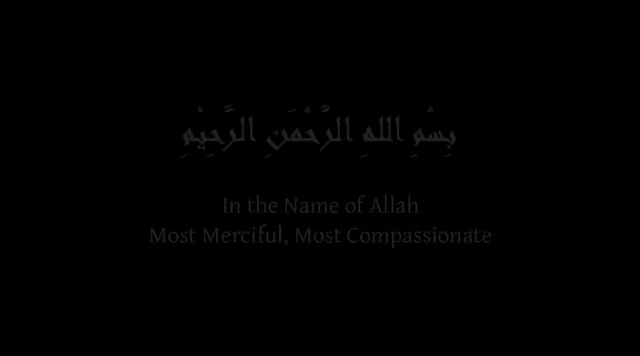 بِسْمِ اللهِ الرَّحْمَنِ الرَّحِيْمِ
In the Name of Allah
Most Merciful, Most Compassionate